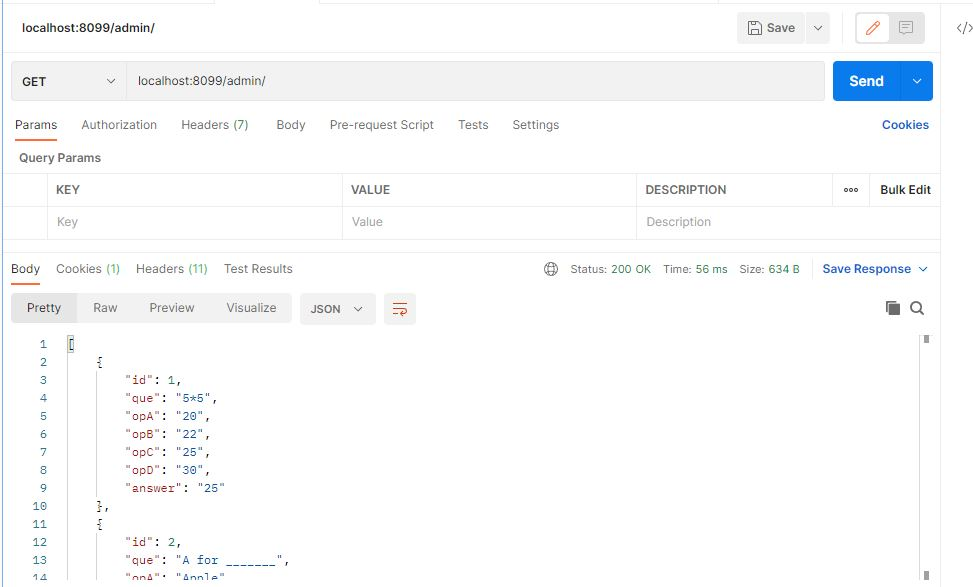 localhost:8099/admin/
Save
</>
GET
localhost:8099/admin/
Send
Params Authorization Headers (7) Body Pre-request Script Tests Settings Cookies
Query Params
KEY VALUE DESCRIPTION ooo Bulk Edit
Key Value Description
Body Cookies (1) Headers (11) Test Results Status: 200 OK Time: 56 ms Size: 634 B Save Response
Pretty Raw Preview Visualize JSON
1 [
2 {
3 "id": 1,
4 "que": "5*5",
5 "opA": "20",
6 "opB": "22",
7 "opC": "25",
8 "opD": "30",
9 "answer": "25"
10 },
11 {
12 "id": 2,
13 "que": "A for _______",
14 "opA": "Apple"